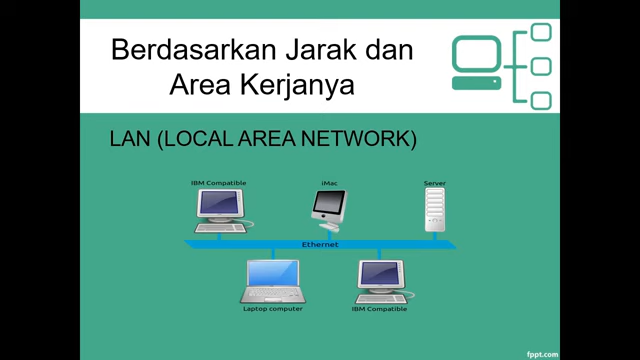 Berdasarkan Jarak dan
Area Kerjanya
LAN (LOCAL AREA NETWORK)
IBM Compatible
iMac
Server
Ethernet
Laptop computer
IBM Compatible
fppt.com